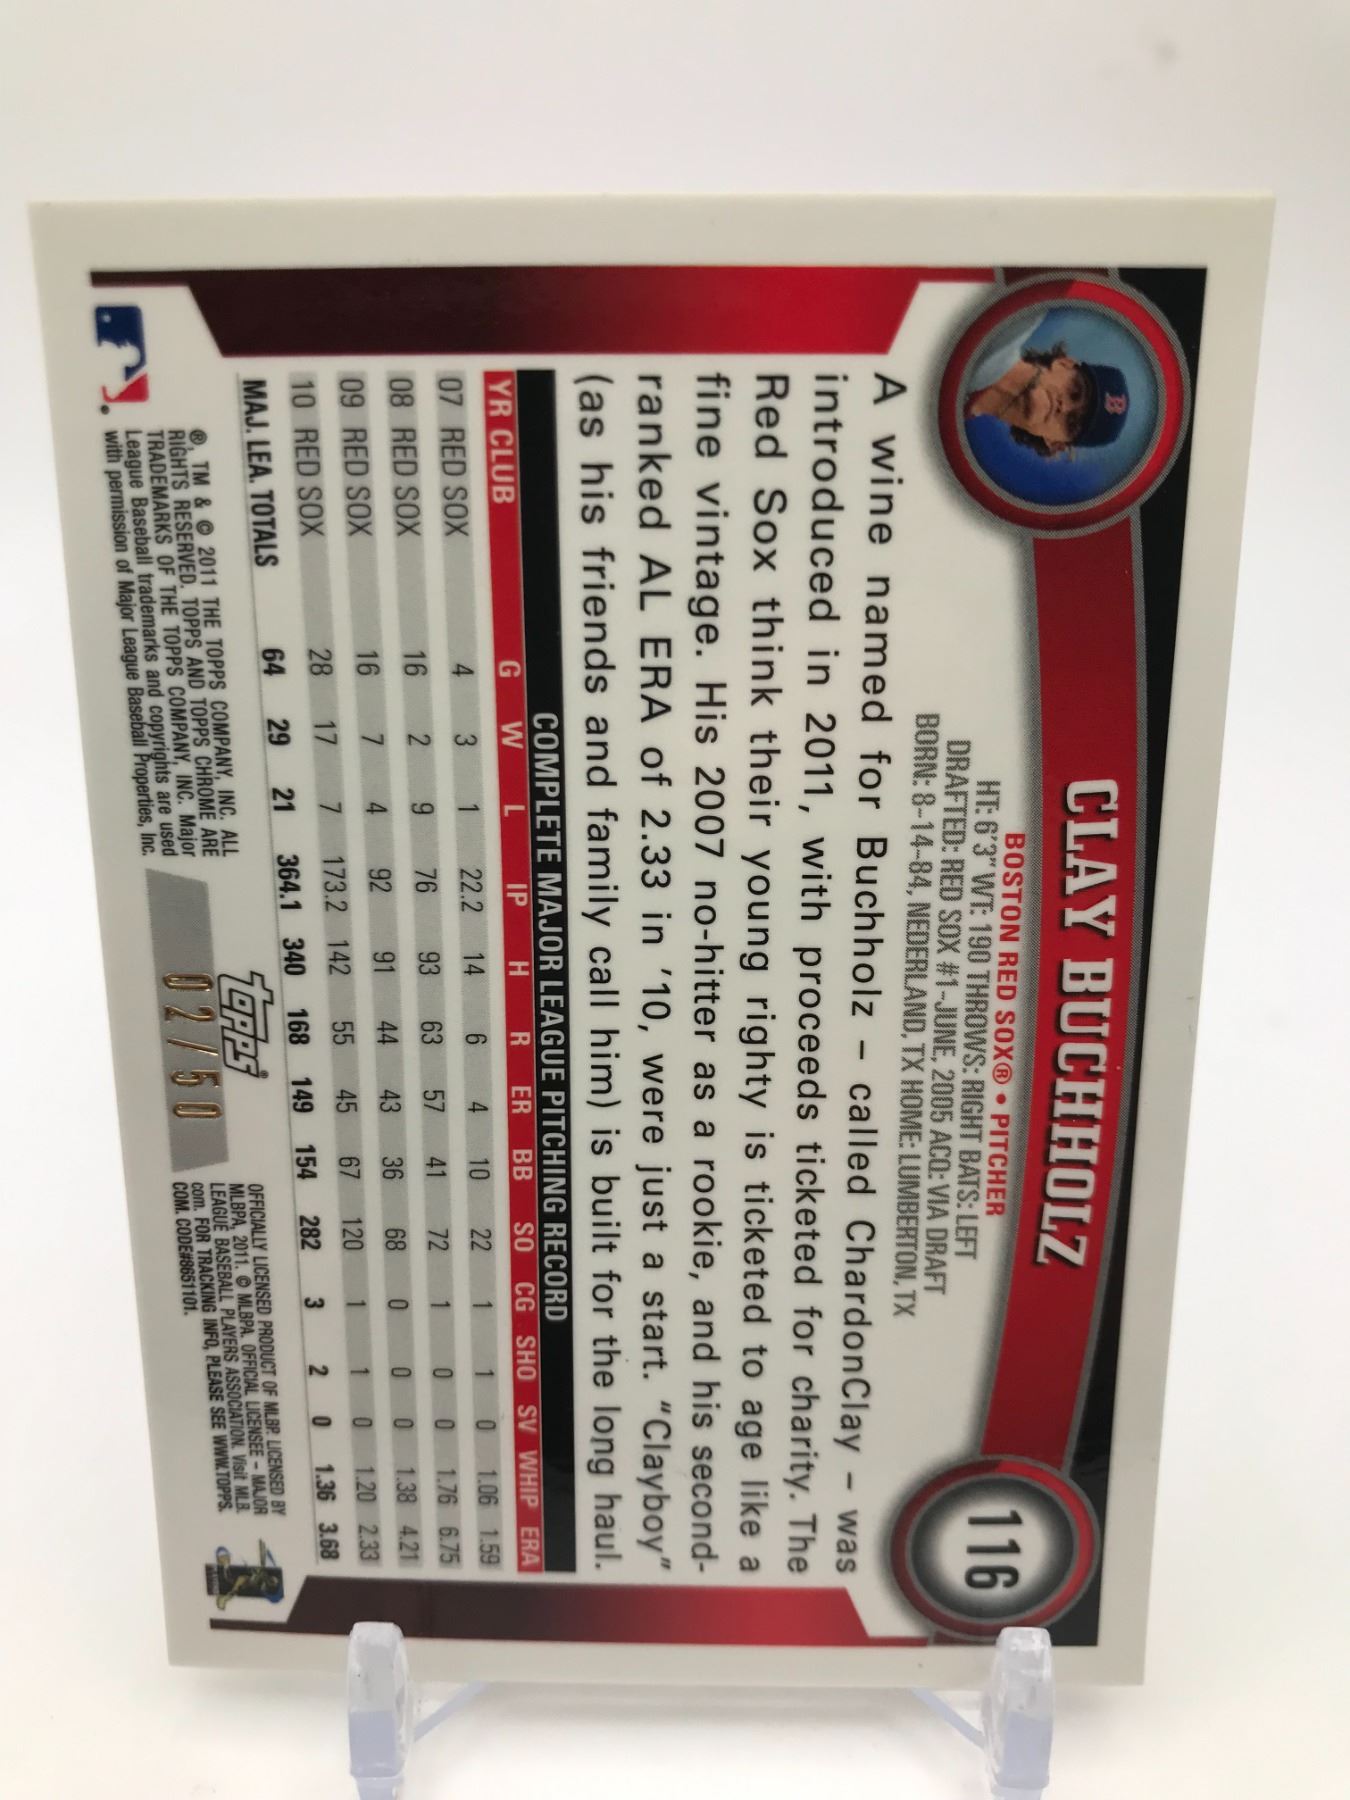 CLAY BUCHHOLZ
116
BOSTON RED SOX® • PITCHER
HT: 6'3" WT: 190 THROWS: RIGHT BATS: LEFT
DRAFTED: RED SOX #1-JUNE, 2005 ACQ: VIA DRAFT
BORN: 8-14-84, NEDERLAND, TX HOME: LUMBERTON, TX
B
A wine named for Buchholz – called ChardonClay – was
introduced in 2011, with proceeds ticketed for charity. The
Red Sox think their young righty is ticketed to age like a
fine vintage. His 2007 no-hitter as a rookie, and his second-
ranked AL ERA of 2.33 in '10, were just a start. "Clayboy"
(as his friends and family call him) is built for the long haul.
COMPLETE MAJOR LEAGUE PITCHING RECORD
YR CLUB G W L IP H R ER BB SO CG SHO SV WHIP ERA
07 RED SOX 4 3 1 22.2 14 6 4 10 22 1 1 0 1.06 1.59
08 RED SOX 16 2 9 76 93 63 57 41 72 1 0 0 1.76 6.75
09 RED SOX 16 7 4 92 91 44 43 36 68 0 0 0 1.38 4.21
10 RED SOX 28 17 7 173.2 142 55 45 67 120 1 1 0 1.20 2.33
MAJ. LEA. TOTALS 64 29 21 364.1 340 168 149 154 282 3 2 0 1.36 3.68
®, TM & © 2011 THE TOPPS COMPANY, INC. ALL
RIGHTS RESERVED. TOPPS AND TOPPS CHROME ARE
TRADEMARKS OF THE TOPPS COMPANY, INC. Major
League Baseball trademarks and copyrights are used
with permission of Major League Baseball Properties, Inc.
topps®
02/50
OFFICIALLY LICENSED PRODUCT OF MLBP. LICENSED BY
MLBPA, 2011. © MLBPA. OFFICIAL LICENSEE – MAJOR
LEAGUE BASEBALL PLAYERS ASSOCIATION. Visit MLB.
com. FOR TRACKING INFO, PLEASE SEE WWW.TOPPS.
COM. CODE#8651101.